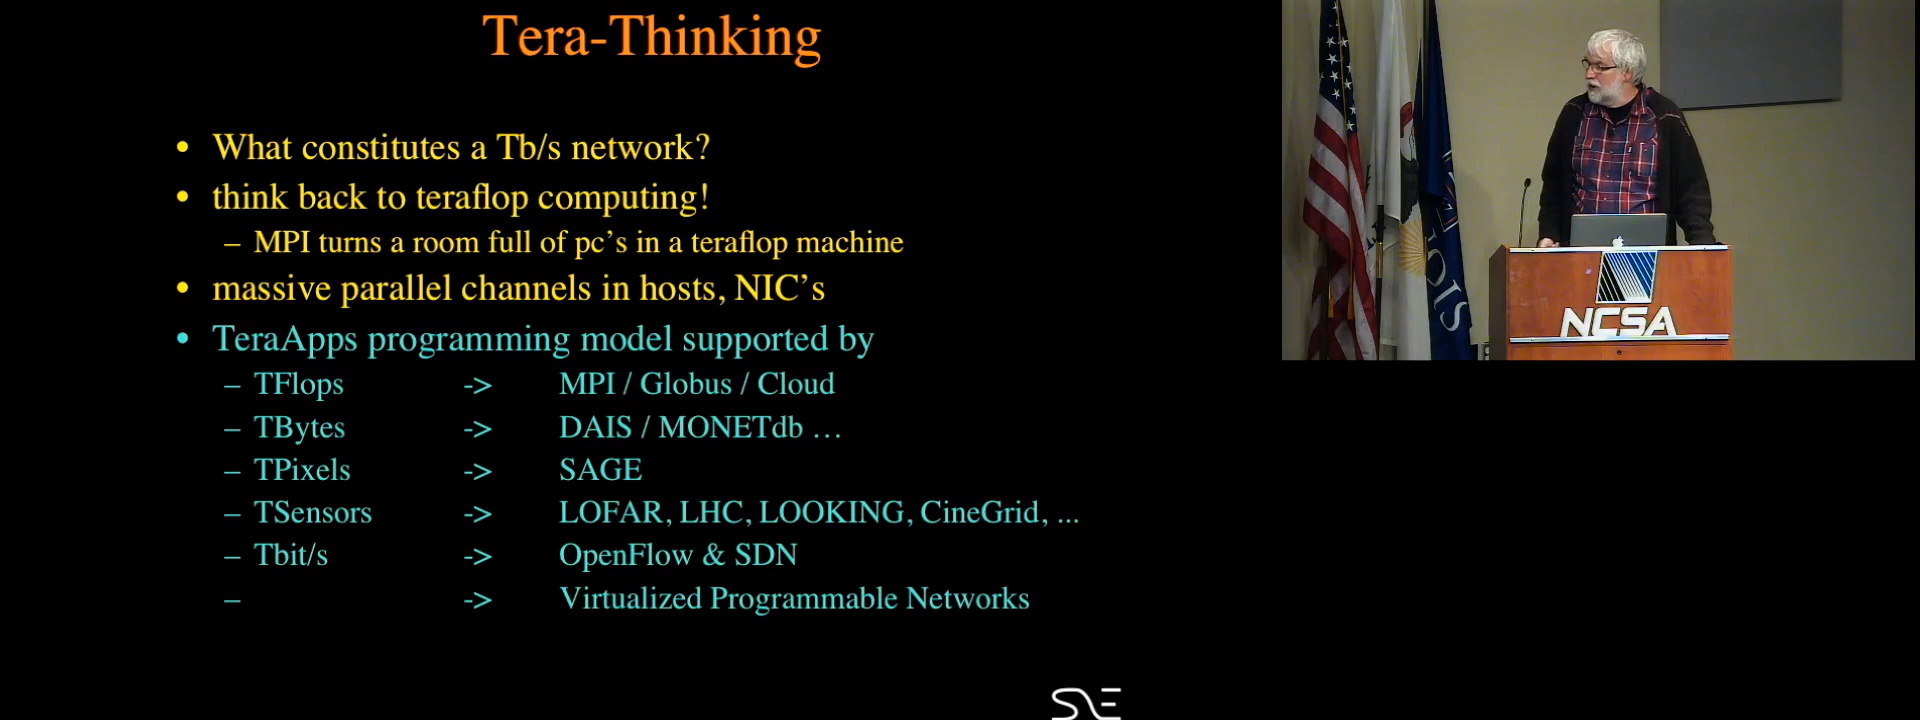 Tera-Thinking
• What constitutes a Tb/s network?
• think back to teraflop computing!
– MPI turns a room full of pc's in a teraflop machine
• massive parallel channels in hosts, NIC's
• TeraApps programming model supported by
– TFlops -> MPI / Globus / Cloud
– TBytes -> DAIS / MONETdb …
– TPixels -> SAGE
– TSensors -> LOFAR, LHC, LOOKING, CineGrid, ...
– Tbit/s -> OpenFlow & SDN
– -> Virtualized Programmable Networks
NCSA